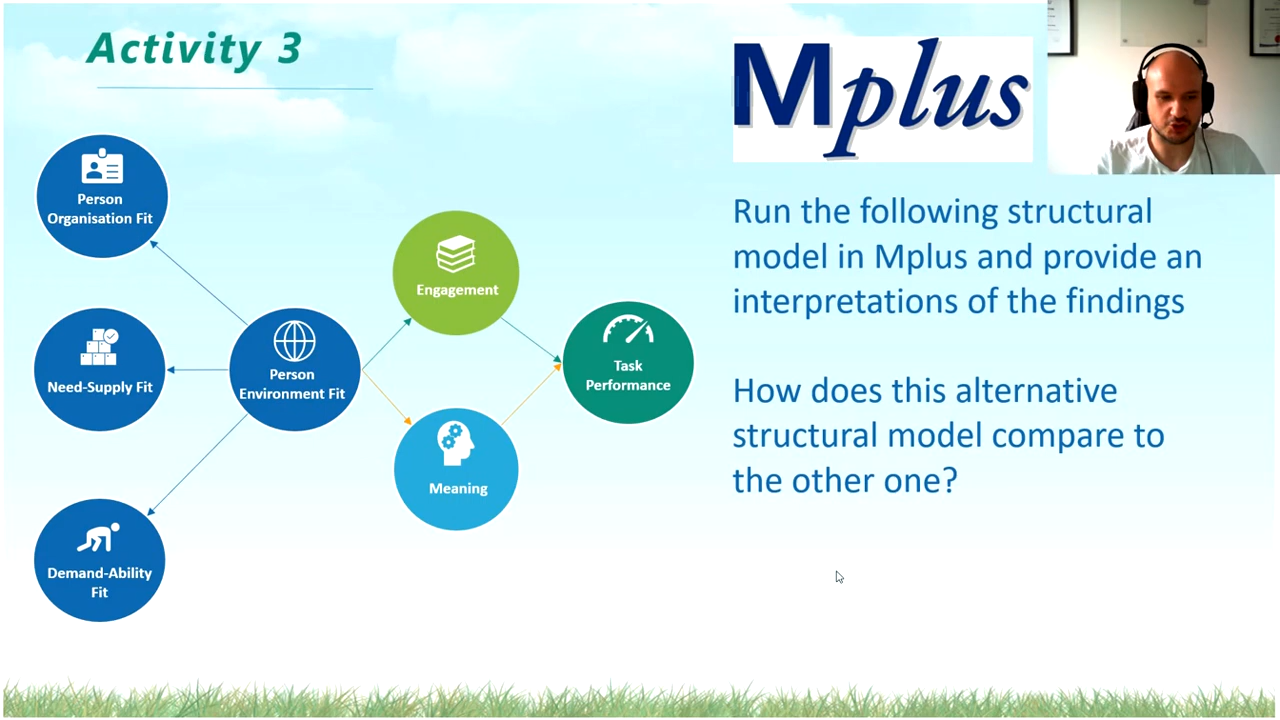 Activity 3
Mplus
Person
Organisation Fit
Need-Supply Fit
Demand-Ability
Fit
Person
Environment Fit
Engagement
Meaning
Task
Performance
Run the following structural
model in Mplus and provide an
interpretations of the findings
How does this alternative
structural model compare to
the other one?